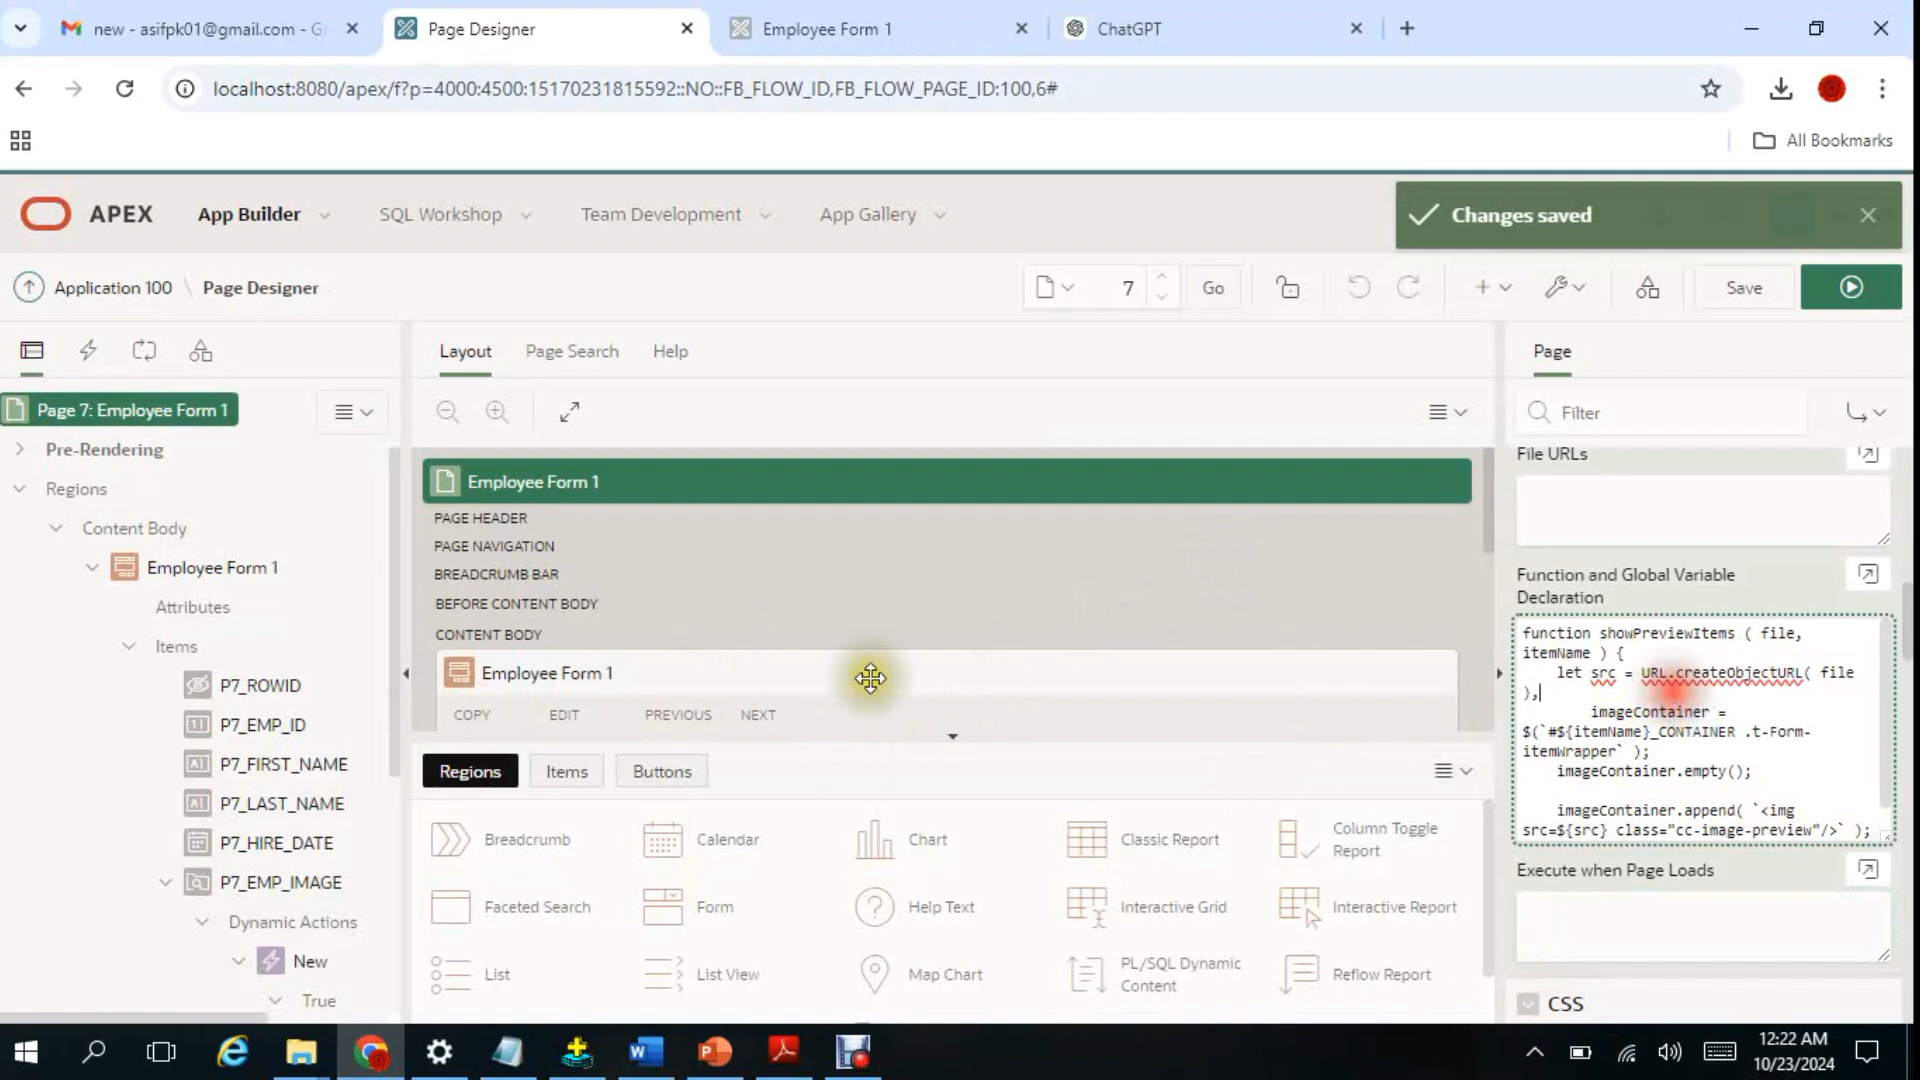 new - asifpk01@gmail.com - G
Page Designer
Employee Form 1
ChatGPT
localhost:8080/apex/f?p=4000:4500:15170231815592::NO::FB_FLOW_ID,FB_FLOW_PAGE_ID:100,6#
All Bookmarks
APEX
App Builder
SQL Workshop
Team Development
App Gallery
Changes saved
Application 100
\
Page Designer
7
Go
Save
Layout
Page Search
Help
Page
Page 7: Employee Form 1
Filter
Pre-Rendering
Regions
Content Body
Employee Form 1
Attributes
Items
P7_ROWID
P7_EMP_ID
P7_FIRST_NAME
P7_LAST_NAME
P7_HIRE_DATE
P7_EMP_IMAGE
Dynamic Actions
New
True
Employee Form 1
PAGE HEADER
PAGE NAVIGATION
BREADCRUMB BAR
BEFORE CONTENT BODY
CONTENT BODY
Employee Form 1
COPY
EDIT
PREVIOUS
NEXT
Regions
Items
Buttons
Breadcrumb
Calendar
Chart
Classic Report
Column Toggle
Report
Faceted Search
Form
Help Text
Interactive Grid
Interactive Report
List
List View
Map Chart
PL/SQL Dynamic
Content
Reflow Report
File URLs
Function and Global Variable
Declaration
function showPreviewItems ( file,
itemName ) {
let src = URL.createObjectURL( file
),
imageContainer =
$(`#${itemName}_CONTAINER .t-Form-
itemWrapper` );
imageContainer.empty();
imageContainer.append( `<img
src=${src} class="cc-image-preview"/>` );
Execute when Page Loads
CSS
12:22 AM
10/23/2024